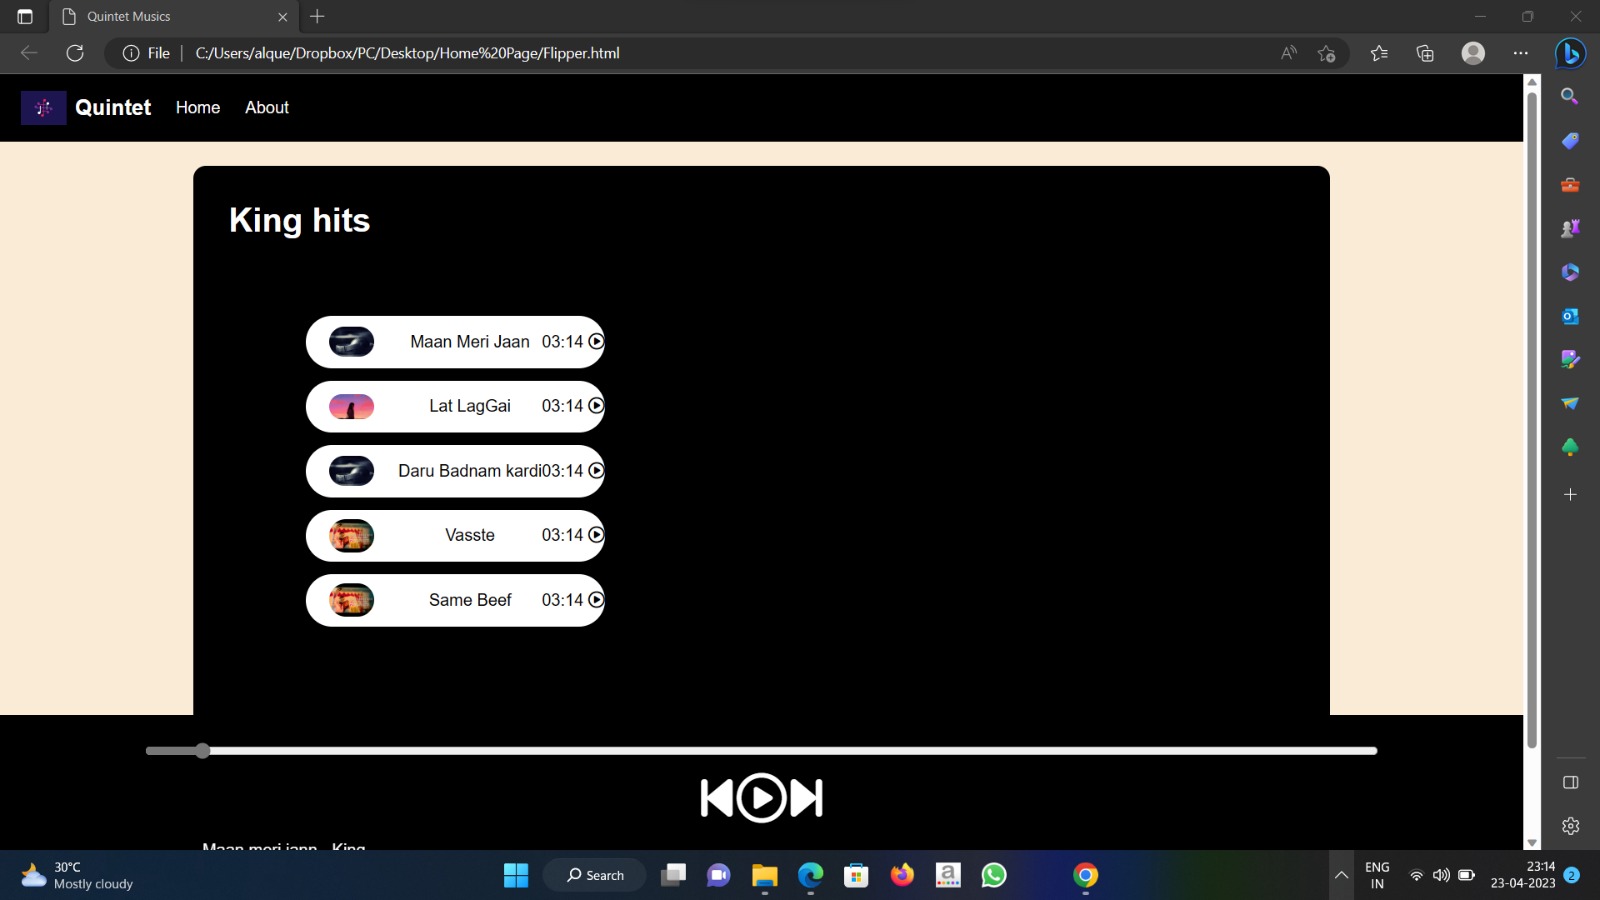 Quintet Musics
File
C:/Users/alque/Dropbox/PC/Desktop/Home%20Page/Flipper.html
Quintet Home About
King hits
Maan Meri Jaan 03:14
Lat LagGai 03:14
Daru Badnam kardi03:14
Vasste 03:14
Same Beef 03:14
Maan meri jann - King
30°C
Mostly cloudy
Search
ENG
IN
23:14
23-04-2023
2